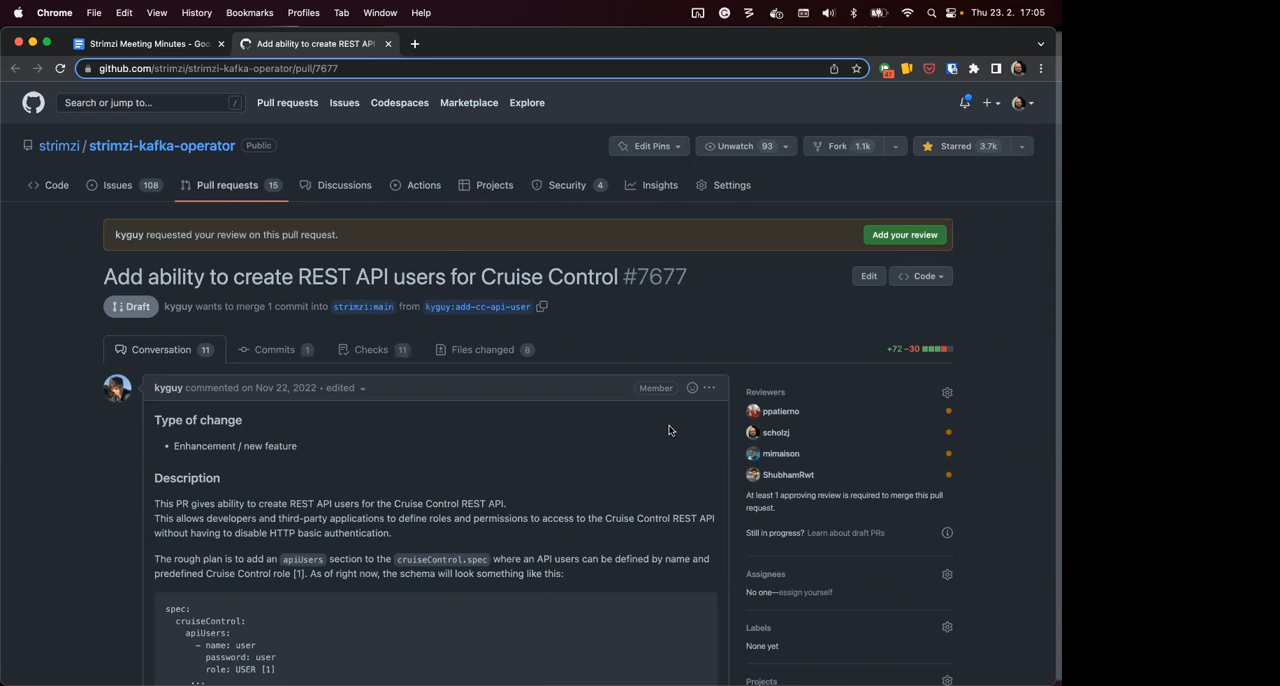 Chrome File Edit View History Bookmarks Profiles Tab Window Help Thu 23. 2. 17:05
Strimzi Meeting Minutes - Goo Add ability to create REST API
github.com/strimzi/strimzi-kafka-operator/pull/7677 47
Search or jump to... / Pull requests Issues Codespaces Marketplace Explore
strimzi / strimzi-kafka-operator Public Edit Pins Unwatch 93 Fork 1.1k Starred 3.7k
Code Issues 108 Pull requests 15 Discussions Actions Projects Security 4 Insights Settings
kyguy requested your review on this pull request. Add your review
Add ability to create REST API users for Cruise Control #7677 Edit Code
Draft kyguy wants to merge 1 commit into strimzi:main from kyguy:add-cc-api-user
Conversation 11 Commits 1 Checks 11 Files changed 8 +72 −30
kyguy commented on Nov 22, 2022 • edited Member
Type of change
• Enhancement / new feature
Description
This PR gives ability to create REST API users for the Cruise Control REST API.
This allows developers and third-party applications to define roles and permissions to access to the Cruise Control REST API
without having to disable HTTP basic authentication.
The rough plan is to add an apiUsers section to the cruiseControl.spec where an API users can be defined by name and
predefined Cruise Control role [1]. As of right now, the schema will look something like this:
spec:
cruiseControl:
apiUsers:
- name: user
password: user
role: USER [1]
...
Reviewers
ppatierno
scholzj
mimaison
ShubhamRwt
At least 1 approving review is required to merge this pull
request.
Still in progress? Learn about draft PRs
Assignees
No one—assign yourself
Labels
None yet
Projects